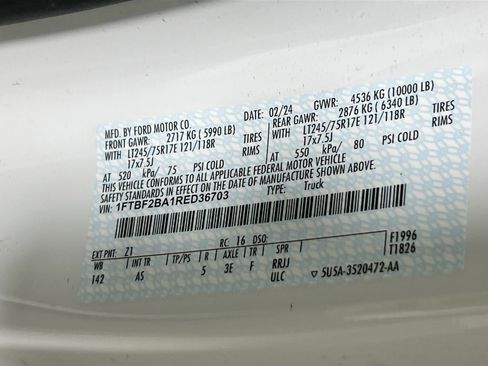 MFD. BY FORD MOTOR CO. 02/24 GVWR: 4536 KG (10000 LB)
FRONT GAWR: 2717 KG (5990 LB) REAR GAWR: 2876 KG (6340 LB)
WITH LT245/75R17E 121/118R TIRES WITH LT245/75R17E 121/118R TIRES
17x7.5J RIMS 17x7.5J RIMS
AT 520 kPa/ 75 PSI COLD AT 550 kPa/ 80 PSI COLD
THIS VEHICLE CONFORMS TO ALL APPLICABLE FEDERAL MOTOR VEHICLE
SAFETY STANDARDS IN EFFECT ON THE DATE OF MANUFACTURE SHOWN ABOVE.
VIN: 1FTBF2BA1RED36703 TYPE: Truck
F1996
T1826
EXT PNT: Z1 RC: 16 DSO:
WB INT TR TP/PS R AXLE TR SPR
142 AS 5 3E F RRJJ
ULC 5U5A-3520472-AA